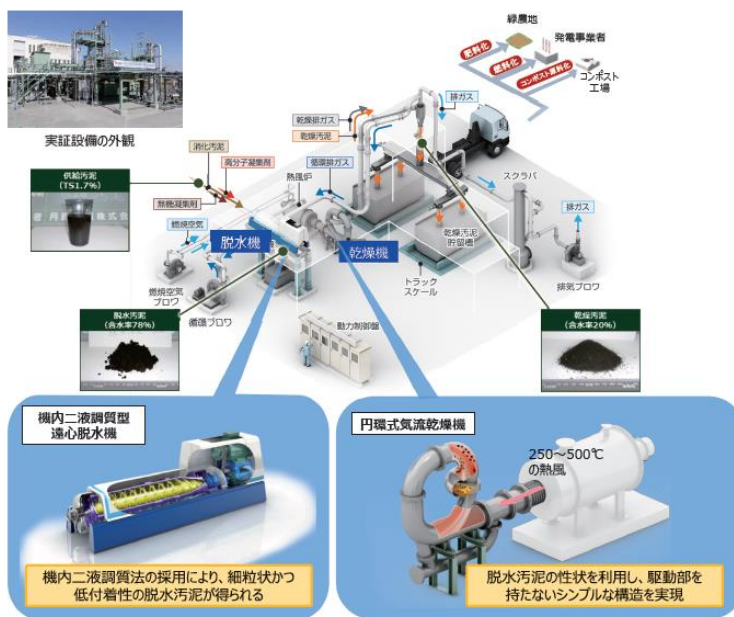 実証設備の外観
緑農地
発電事業者
肥料化
燃料化
コンポスト原料化
コンポスト
工場
乾燥排ガス
乾燥汚泥
排ガス
消化汚泥
高分子凝集剤
無機凝集剤
循環排ガス
熱風炉
スクラバ
供給汚泥
(TS1.7%)
燃焼空気
脱水機
乾燥機
乾燥汚泥
貯留槽
排ガス
トラック
スケール
排気ブロワ
燃焼空気
ブロワ
循環ブロワ
動力制御盤
脱水汚泥
(含水率78%)
乾燥汚泥
(含水率20%)
機内二液調質型
遠心脱水機
機内二液調質法の採用により、細粒状かつ
低付着性の脱水汚泥が得られる
円環式気流乾燥機
250～500℃
の熱風
脱水汚泥の性状を利用し、駆動部を
持たないシンプルな構造を実現